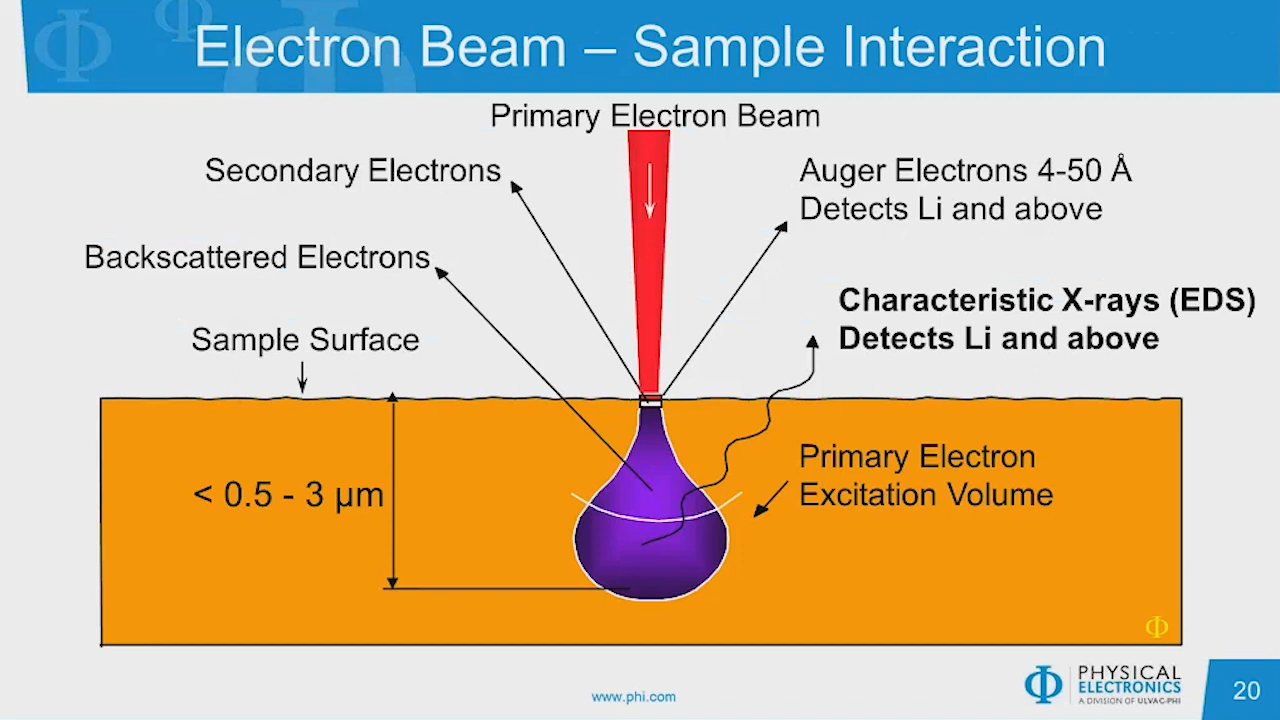 Electron Beam – Sample Interaction
Primary Electron Beam
Secondary Electrons
Auger Electrons 4-50 Å
Detects Li and above
Backscattered Electrons
Characteristic X-rays (EDS)
Detects Li and above
Sample Surface
Primary Electron
Excitation Volume
< 0.5 - 3 µm
Φ
www.phi.com
Φ PHYSICAL
ELECTRONICS
A DIVISION OF ULVAC-PHI
20